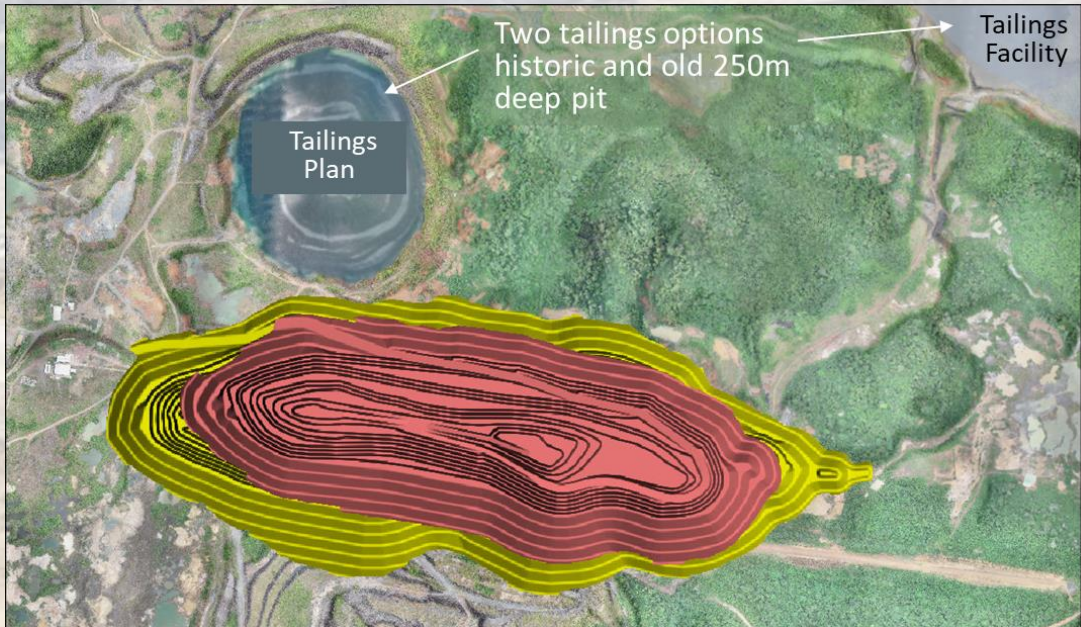 Two tailings options
historic and old 250m
deep pit
Tailings
Facility
Tailings
Plan